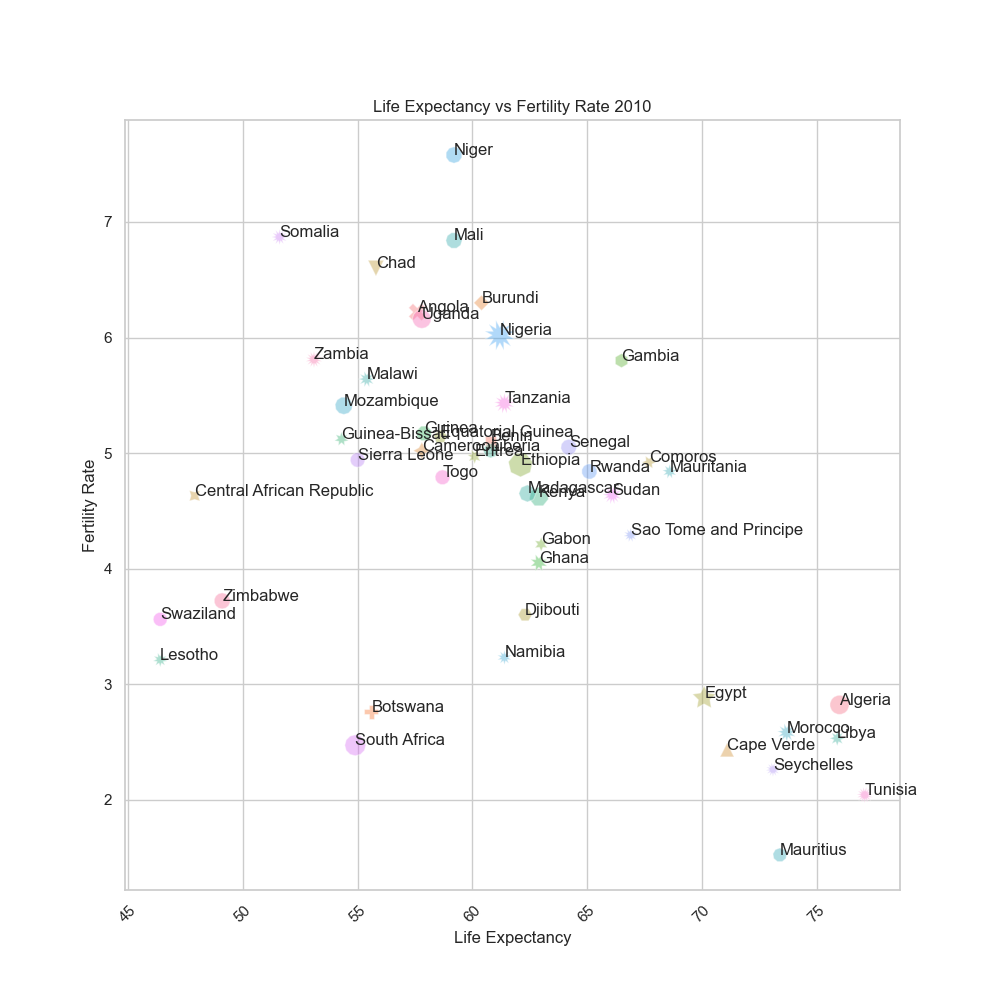 Life Expectancy vs Fertility Rate 2010
Niger
Somalia
Mali
Chad
Burundi
Angola
Uganda
Nigeria
Zambia
Gambia
Malawi
Tanzania
Mozambique
Guinea
Guinea-Bissau
Equatorial Guinea
Benin
Senegal
Cameroon
Liberia
Eritrea
Sierra Leone
Ethiopia
Comoros
Rwanda
Mauritania
Togo
Madagascar
Kenya
Sudan
Central African Republic
Sao Tome and Principe
Gabon
Ghana
Djibouti
Zimbabwe
Swaziland
Namibia
Lesotho
Egypt
Algeria
Botswana
Morocco
Libya
South Africa
Cape Verde
Seychelles
Tunisia
Mauritius
7
6
5
4
3
2
Fertility Rate
45
50
55
60
65
70
75
Life Expectancy